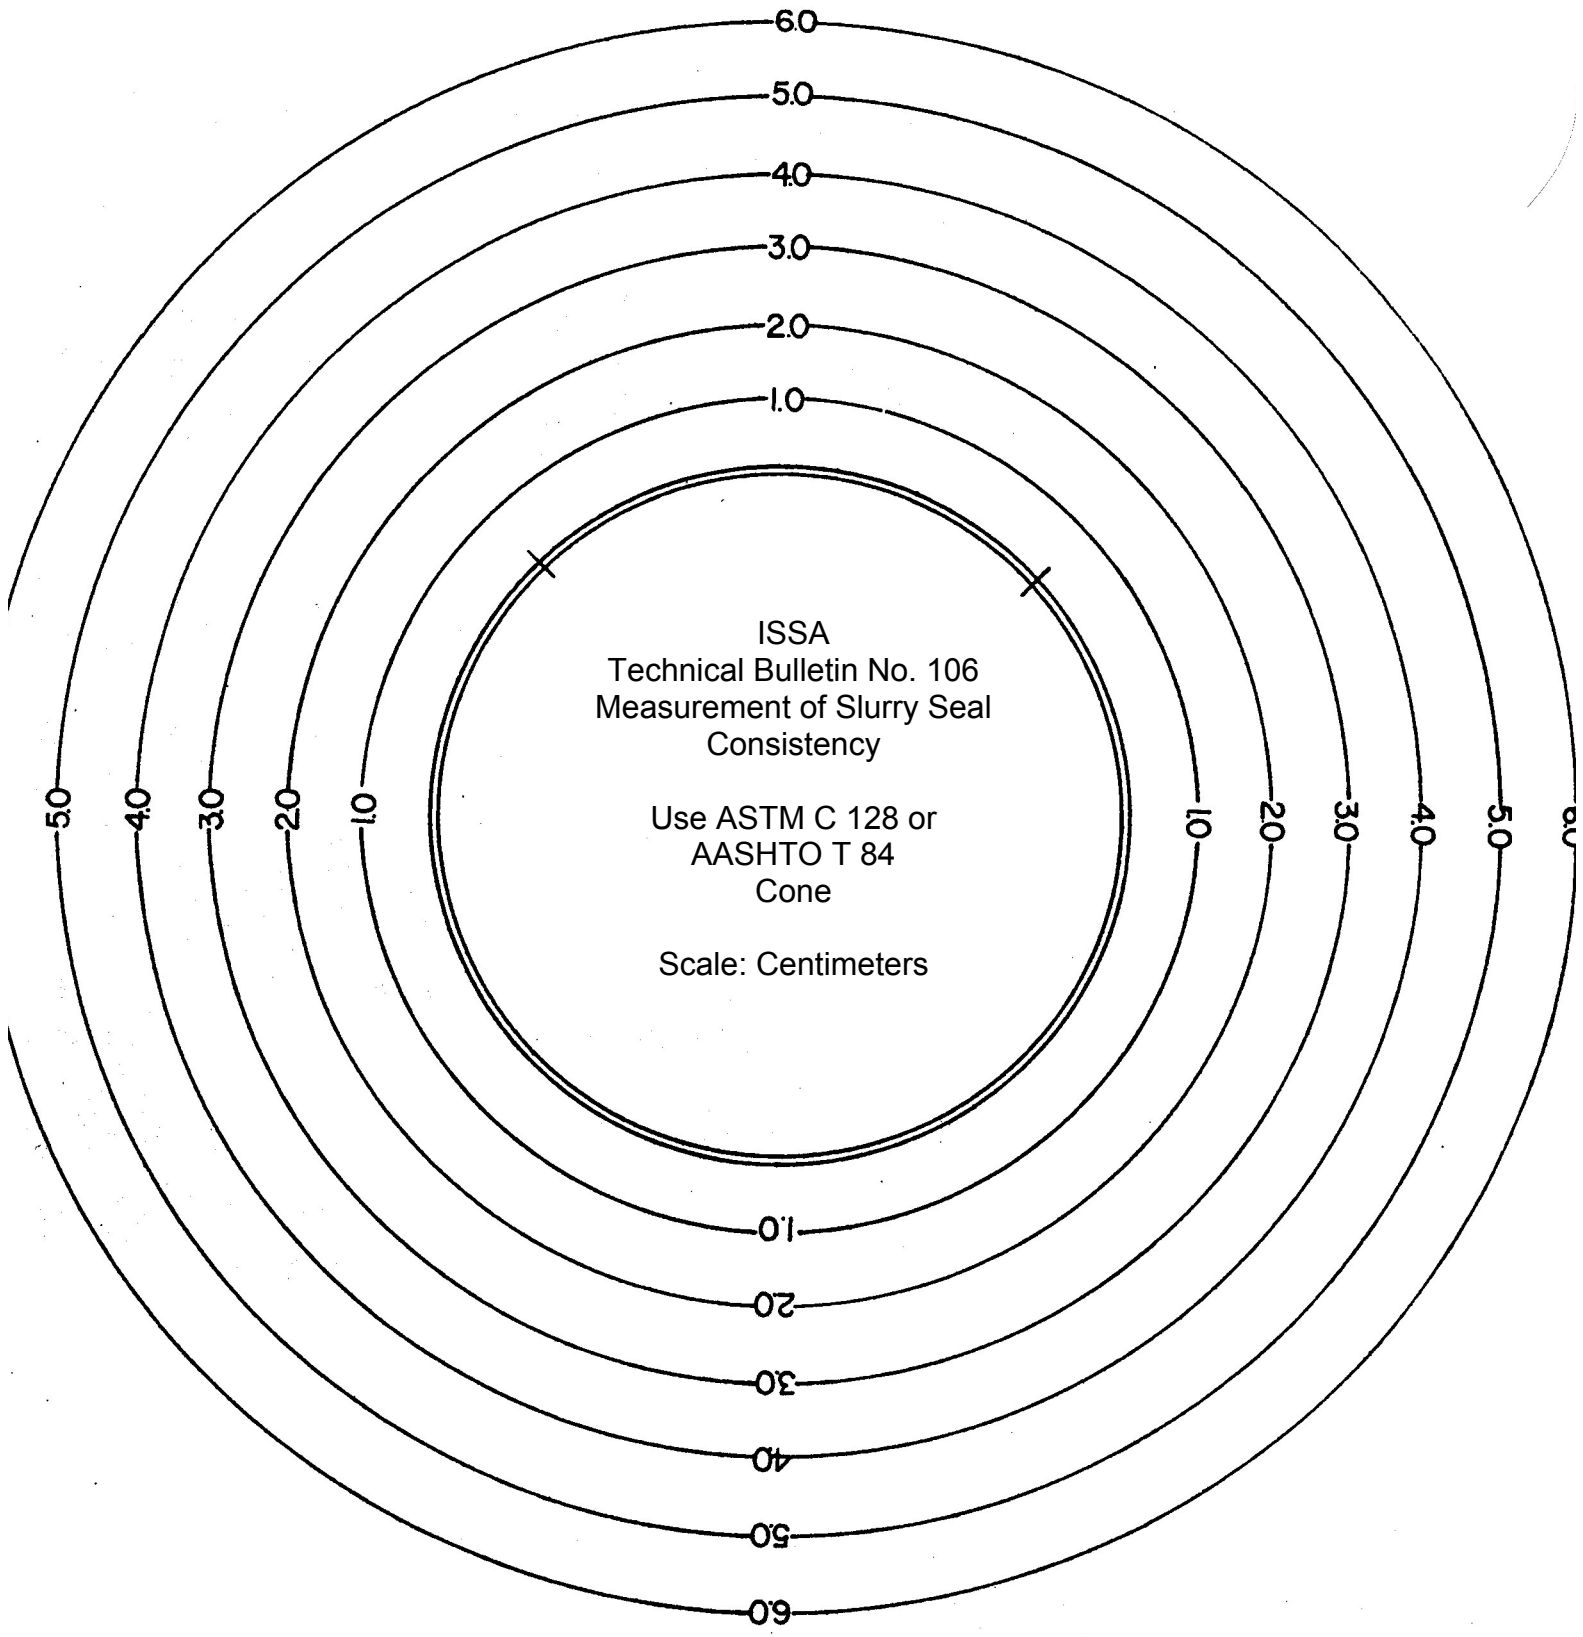 6.0
5.0
4.0
3.0
2.0
1.0
ISSA
Technical Bulletin No. 106
Measurement of Slurry Seal
Consistency
Use ASTM C 128 or
AASHTO T 84
Cone
Scale: Centimeters
5.0 4.0 3.0 2.0 1.0 1.0 2.0 3.0 4.0 5.0 6.0
1.0
2.0
3.0
4.0
5.0
6.0